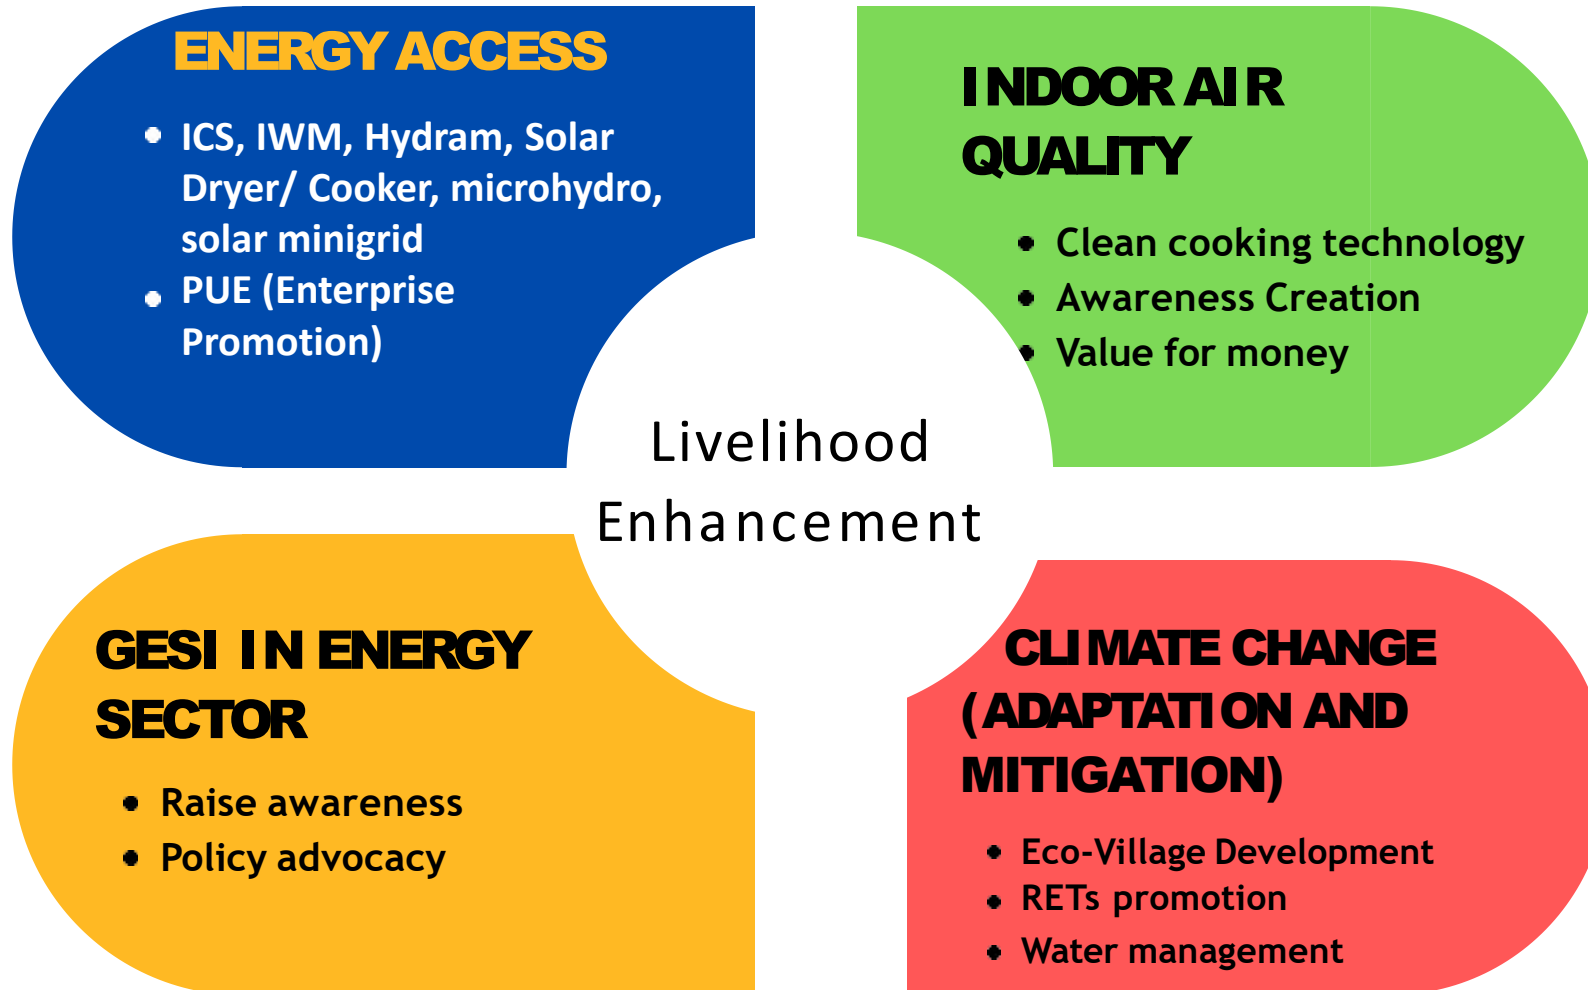 ENERGY ACCESS
• ICS, IWM, Hydram, Solar
Dryer/ Cooker, microhydro,
solar minigrid
• PUE (Enterprise
Promotion)
INDOOR AIR
QUALITY
• Clean cooking technology
• Awareness Creation
• Value for money
Livelihood
Enhancement
GESI IN ENERGY
SECTOR
• Raise awareness
• Policy advocacy
CLIMATE CHANGE
(ADAPTATION AND
MITIGATION)
• Eco-Village Development
• RETs promotion
• Water management